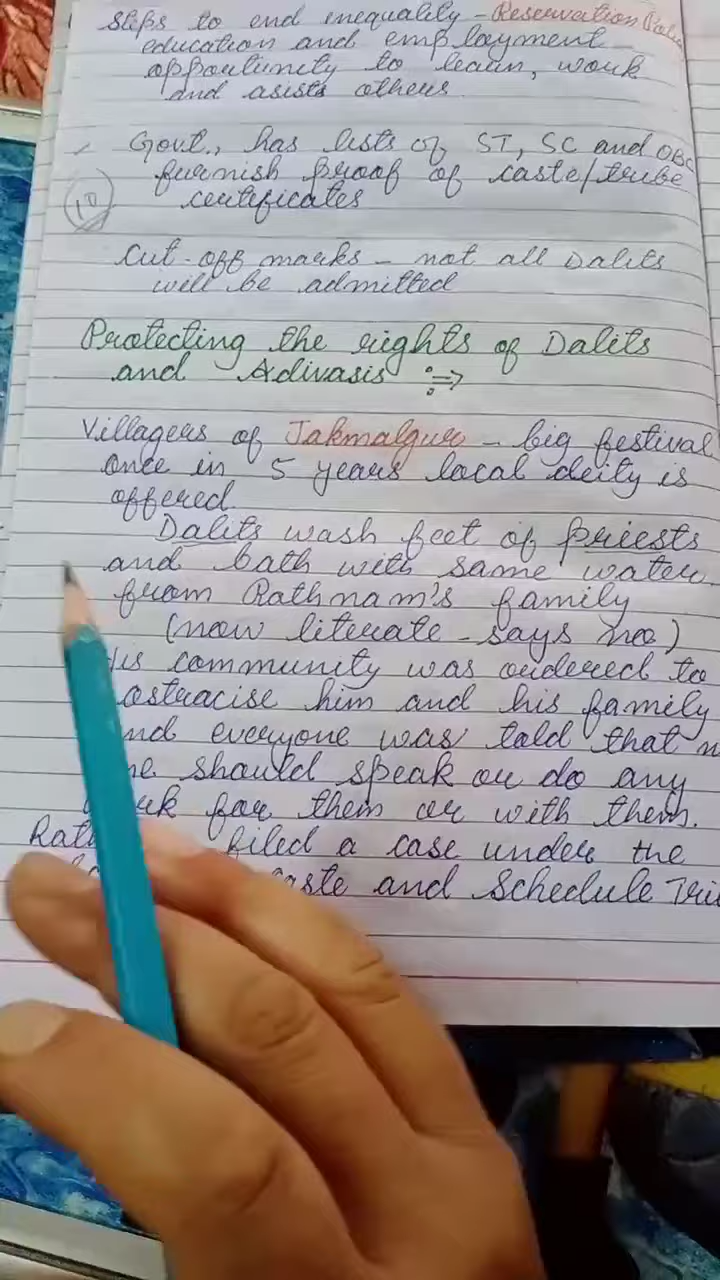 Steps to end inequality - Reservation
education and employment
opportunity to learn, work
and asists others
Govt., has lists of ST, SC and OBC
furnish proof of caste/tribe
certificates
10
Cut-off marks - not all Dalits
will be admitted
Protecting the rights of Dalits
and Adivasis :⇒
Villagers of Jakmalgur - big festival
once in 5 years local deity is
offered
Dalits wash feet of priests
and bath with same water
from Rathnam's family
(now literate - says no)
community was ordered to
ostracise him and his family
and everyone was told that
should speak or do any
for them or with them.
filed a case under the
caste and Schedule